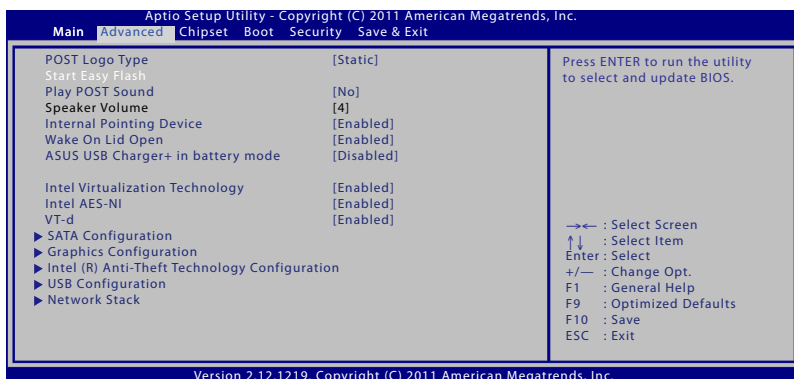 Aptio Setup Utility - Copyright (C) 2011 American Megatrends, Inc.
Main Advanced Chipset Boot Security Save & Exit
POST Logo Type [Static]
Start Easy Flash
Play POST Sound [No]
Speaker Volume [4]
Internal Pointing Device [Enabled]
Wake On Lid Open [Enabled]
ASUS USB Charger+ in battery mode [Disabled]
Intel Virtualization Technology [Enabled]
Intel AES-NI [Enabled]
VT-d [Enabled]
SATA Configuration
Graphics Configuration
Intel (R) Anti-Theft Technology Configuration
USB Configuration
Network Stack
Press ENTER to run the utility
to select and update BIOS.
→← : Select Screen
↑↓ : Select Item
Enter : Select
+/— : Change Opt.
F1 : General Help
F9 : Optimized Defaults
F10 : Save
ESC : Exit
Version 2.12.1219. Copyright (C) 2011 American Megatrends, Inc.